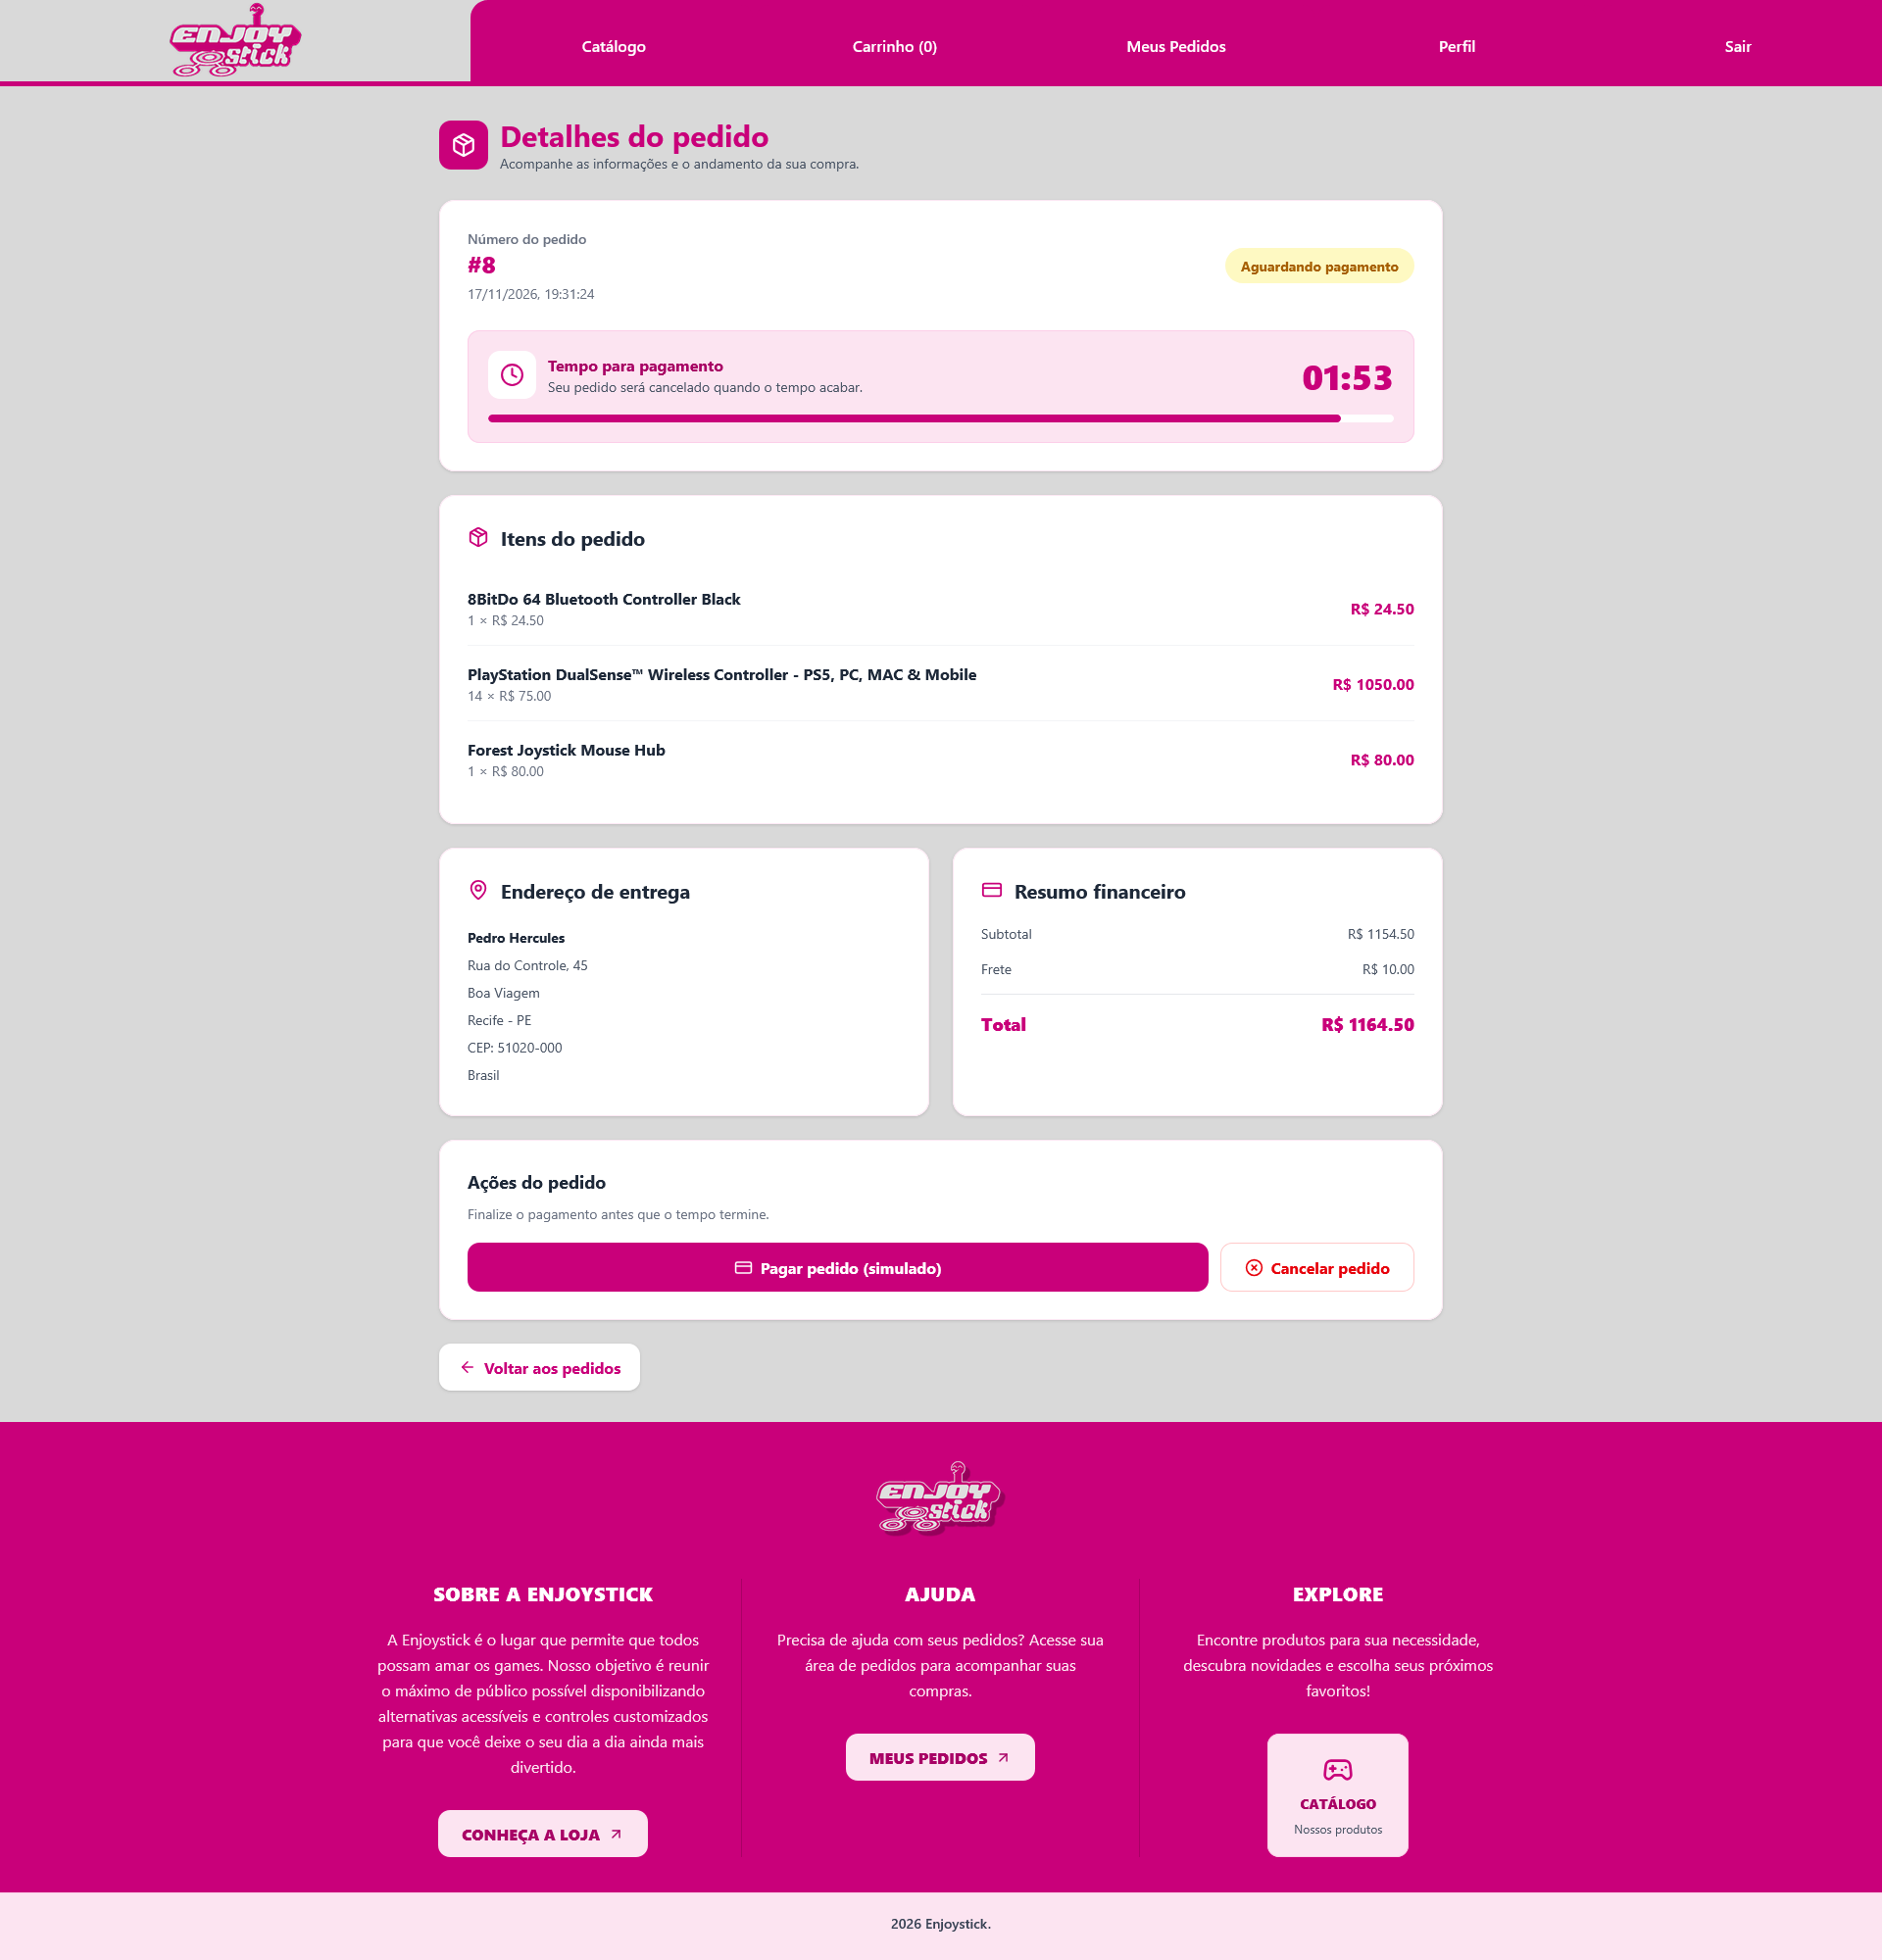 ENJOY
stick
Catálogo
Carrinho (0)
Meus Pedidos
Perfil
Sair
Detalhes do pedido
Acompanhe as informações e o andamento da sua compra.
Número do pedido
#8
17/11/2026, 19:31:24
Aguardando pagamento
Tempo para pagamento
Seu pedido será cancelado quando o tempo acabar.
01:53
Itens do pedido
8BitDo 64 Bluetooth Controller Black
1 × R$ 24.50
R$ 24.50
PlayStation DualSense™ Wireless Controller - PS5, PC, MAC & Mobile
14 × R$ 75.00
R$ 1050.00
Forest Joystick Mouse Hub
1 × R$ 80.00
R$ 80.00
Endereço de entrega
Pedro Hercules
Rua do Controle, 45
Boa Viagem
Recife - PE
CEP: 51020-000
Brasil
Resumo financeiro
Subtotal R$ 1154.50
Frete R$ 10.00
Total R$ 1164.50
Ações do pedido
Finalize o pagamento antes que o tempo termine.
Pagar pedido (simulado)
Cancelar pedido
Voltar aos pedidos
ENJOY
stick
SOBRE A ENJOYSTICK
A Enjoystick é o lugar que permite que todos
possam amar os games. Nosso objetivo é reunir
o máximo de público possível disponibilizando
alternativas acessíveis e controles customizados
para que você deixe o seu dia a dia ainda mais
divertido.
CONHEÇA A LOJA
AJUDA
Precisa de ajuda com seus pedidos? Acesse sua
área de pedidos para acompanhar suas
compras.
MEUS PEDIDOS
EXPLORE
Encontre produtos para sua necessidade,
descubra novidades e escolha seus próximos
favoritos!
CATÁLOGO
Nossos produtos
2026 Enjoystick.